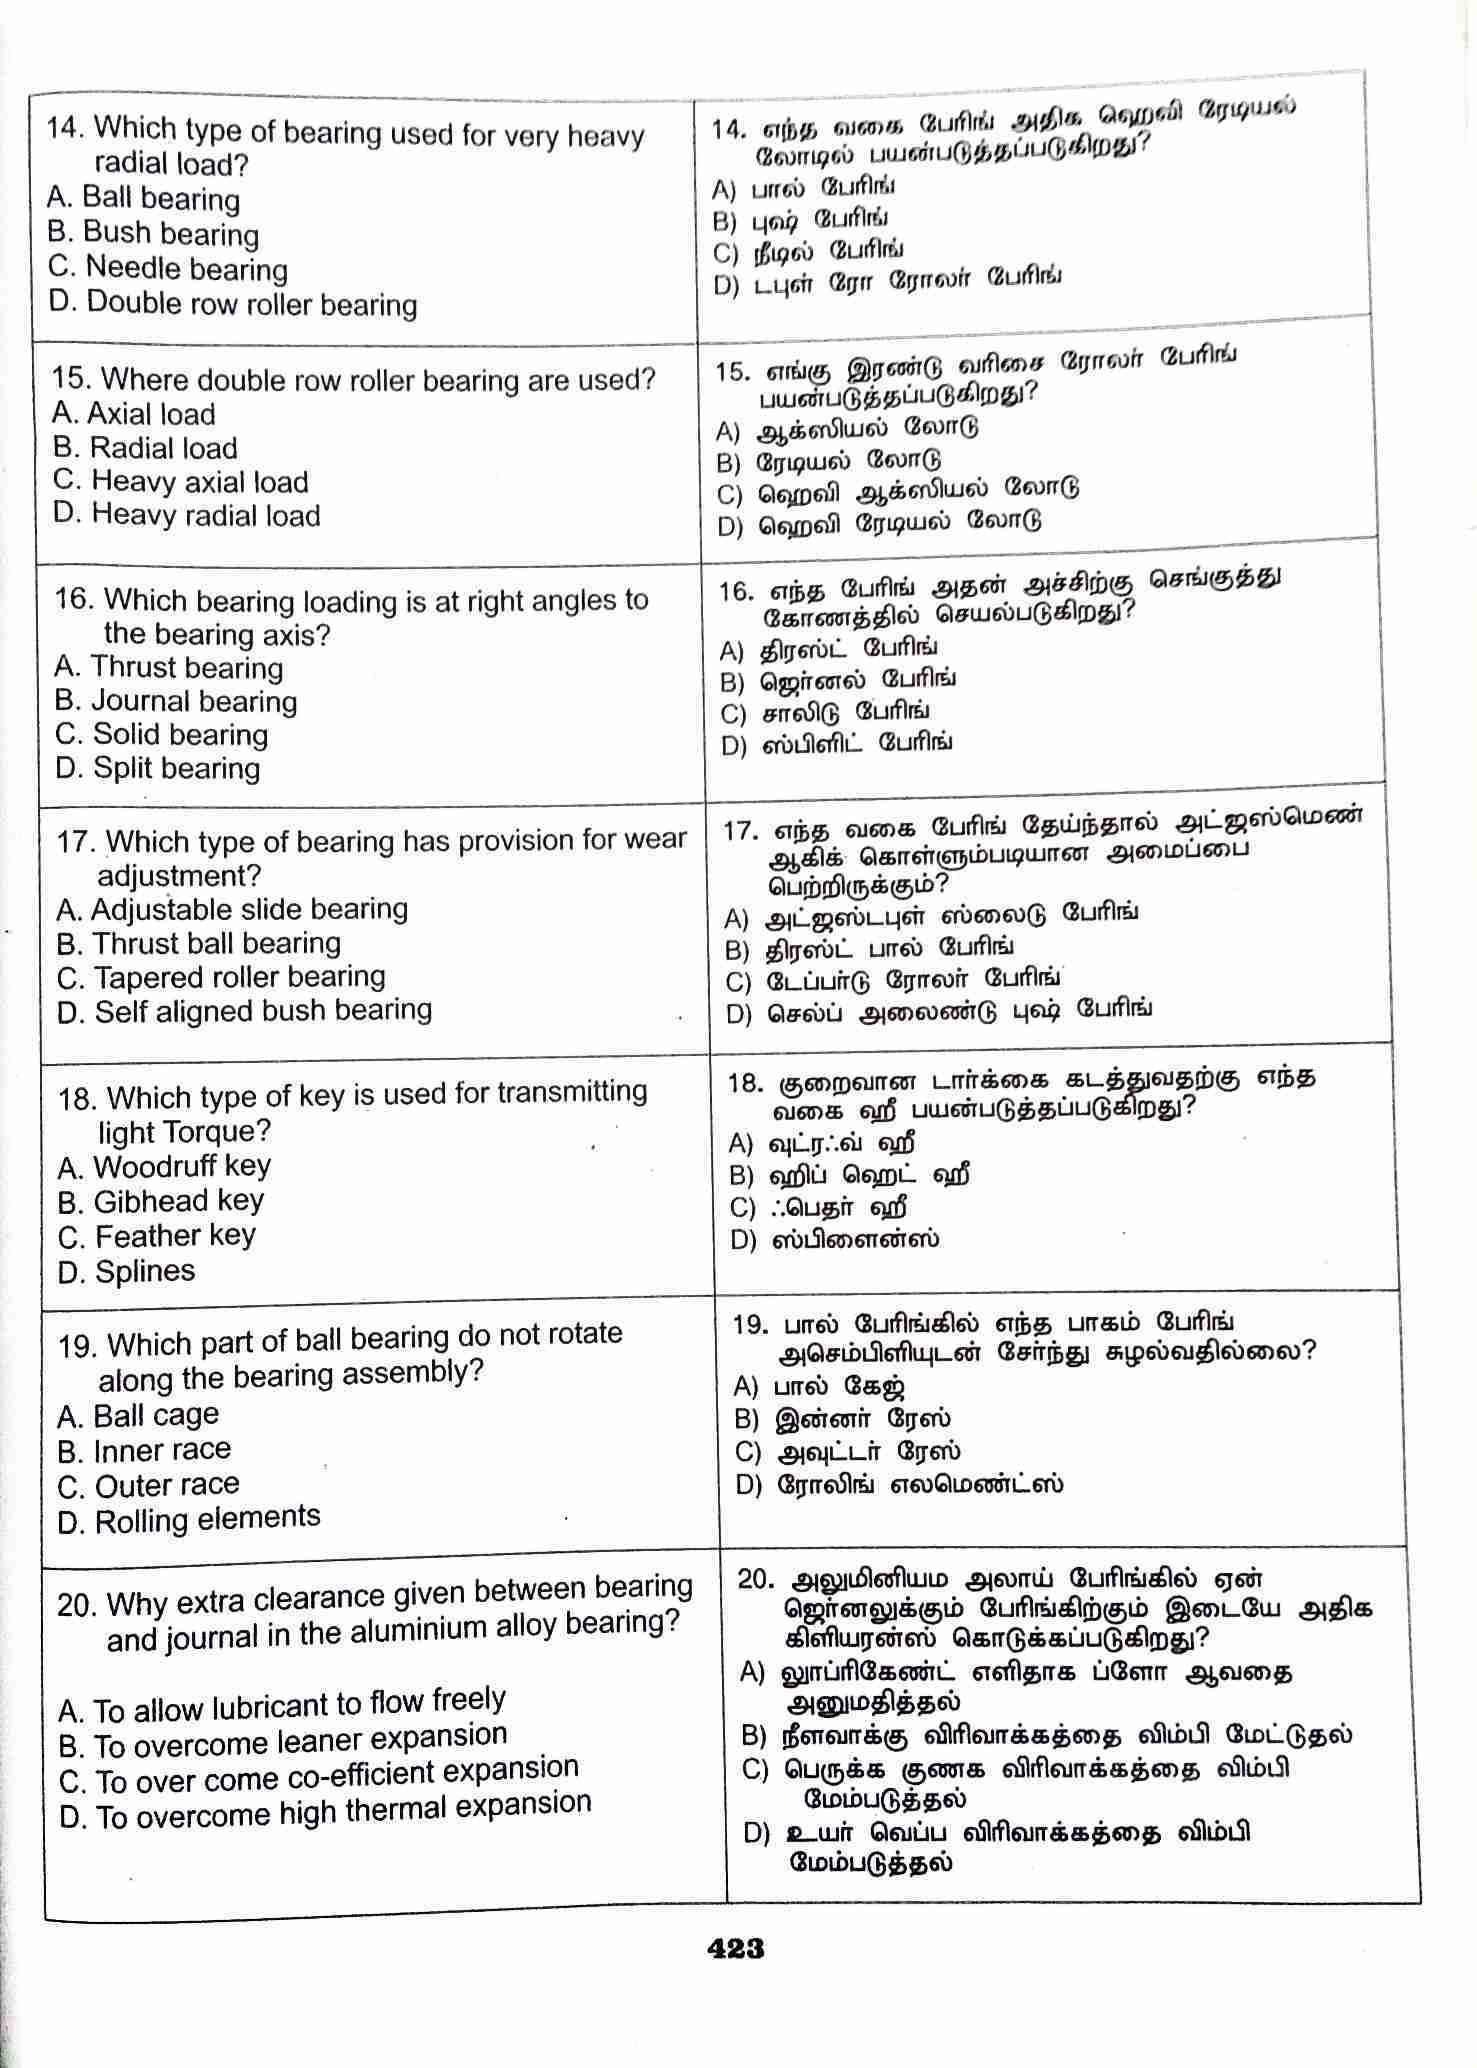 14. Which type of bearing used for very heavy
radial load?
A. Ball bearing
B. Bush bearing
C. Needle bearing
D. Double row roller bearing
14. எந்த வகை பேரிங் அதிக ஹெவி ரேடியல்
லோடில் பயன்படுத்தப்படுகிறது?
A) பால் பேரிங்
B) புஷ் பேரிங்
C) நீடில் பேரிங்
D) டபுள் ரோ ரோலர் பேரிங்
15. Where double row roller bearing are used?
A. Axial load
B. Radial load
C. Heavy axial load
D. Heavy radial load
15. எங்கு இரண்டு வரிசை ரோலர் பேரிங்
பயன்படுத்தப்படுகிறது?
A) ஆக்ஸியல் லோடு
B) ரேடியல் லோடு
C) ஹெவி ஆக்ஸியல் லோடு
D) ஹெவி ரேடியல் லோடு
16. Which bearing loading is at right angles to
the bearing axis?
A. Thrust bearing
B. Journal bearing
C. Solid bearing
D. Split bearing
16. எந்த பேரிங் அதன் அச்சிற்கு செங்குத்து
கோணத்தில் செயல்படுகிறது?
A) திரஸ்ட் பேரிங்
B) ஜெர்னல் பேரிங்
C) சாலிடு பேரிங்
D) ஸ்பிளிட் பேரிங்
17. Which type of bearing has provision for wear
adjustment?
A. Adjustable slide bearing
B. Thrust ball bearing
C. Tapered roller bearing
D. Self aligned bush bearing
17. எந்த வகை பேரிங் தேய்ந்தால் அட்ஜஸ்மெண்
ஆகிக் கொள்ளும்படியான அமைப்பை
பெற்றிருக்கும்?
A) அட்ஜஸ்டபுள் ஸ்லைடு பேரிங்
B) திரஸ்ட் பால் பேரிங்
C) டேப்பர்டு ரோலர் பேரிங்
D) செல்ப் அலைண்டு புஷ் பேரிங்
18. Which type of key is used for transmitting
light Torque?
A. Woodruff key
B. Gibhead key
C. Feather key
D. Splines
18. குறைவான டார்க்கை கடத்துவதற்கு எந்த
வகை ஹீ பயன்படுத்தப்படுகிறது?
A) வுட்ரஃவ் ஹீ
B) ஹிப் ஹெட் ஹீ
C) ஃபெதர் ஹீ
D) ஸ்பிளைன்ஸ்
19. Which part of ball bearing do not rotate
along the bearing assembly?
A. Ball cage
B. Inner race
C. Outer race
D. Rolling elements
19. பால் பேரிங்கில் எந்த பாகம் பேரிங்
அசெம்பிளியுடன் சேர்ந்து சுழல்வதில்லை?
A) பால் கேஜ்
B) இன்னர் ரேஸ்
C) அவுட்டர் ரேஸ்
D) ரோலிங் எலமெண்ட்ஸ்
20. Why extra clearance given between bearing
and journal in the aluminium alloy bearing?
A. To allow lubricant to flow freely
B. To overcome leaner expansion
C. To over come co-efficient expansion
D. To overcome high thermal expansion
20. அலுமினியம அலாய் பேரிங்கில் ஏன்
ஜெர்னலுக்கும் பேரிங்கிற்கும் இடையே அதிக
கிளியரன்ஸ் கொடுக்கப்படுகிறது?
A) லூப்ரிகேண்ட் எளிதாக ப்ளோ ஆவதை
அனுமதித்தல்
B) நீளவாக்கு விரிவாக்கத்தை விம்பி மேட்டுதல்
C) பெருக்க குணக விரிவாக்கத்தை விம்பி
மேம்படுத்தல்
D) உயர் வெப்ப விரிவாக்கத்தை விம்பி
மேம்படுத்தல்
423